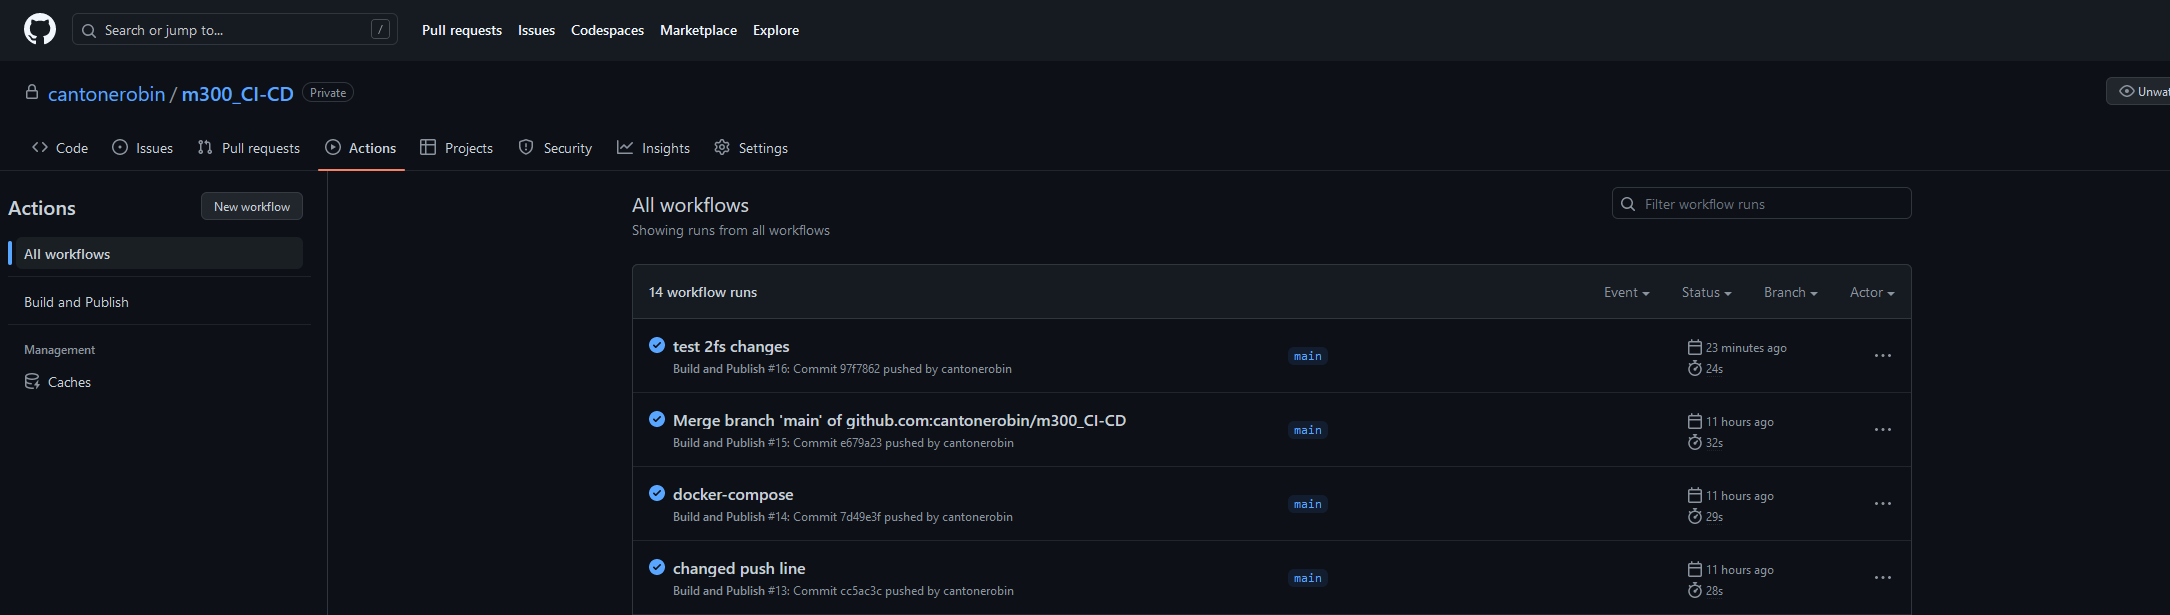 Search or jump to... / Pull requests Issues Codespaces Marketplace Explore
cantonerobin / m300_CI-CD Private
Unwat
Code Issues Pull requests Actions Projects Security Insights Settings
Actions New workflow
All workflows
Build and Publish
Management
Caches
All workflows
Showing runs from all workflows
Filter workflow runs
14 workflow runs Event Status Branch Actor
test 2fs changes
Build and Publish #16: Commit 97f7862 pushed by cantonerobin
main
23 minutes ago
24s
Merge branch 'main' of github.com:cantonerobin/m300_CI-CD
Build and Publish #15: Commit e679a23 pushed by cantonerobin
main
11 hours ago
32s
docker-compose
Build and Publish #14: Commit 7d49e3f pushed by cantonerobin
main
11 hours ago
29s
changed push line
Build and Publish #13: Commit cc5ac3c pushed by cantonerobin
main
11 hours ago
28s